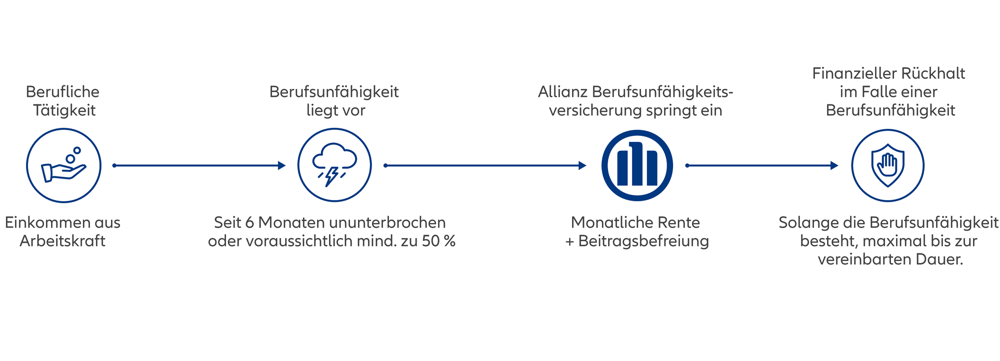 Berufliche
Tätigkeit
Einkommen aus
Arbeitskraft
Berufsunfähigkeit
liegt vor
Seit 6 Monaten ununterbrochen
oder voraussichtlich mind. zu 50 %
Allianz Berufsunfähigkeits-
versicherung springt ein
Monatliche Rente
+ Beitragsbefreiung
Finanzieller Rückhalt
im Falle einer
Berufsunfähigkeit
Solange die Berufsunfähigkeit
besteht, maximal bis zur
vereinbarten Dauer.